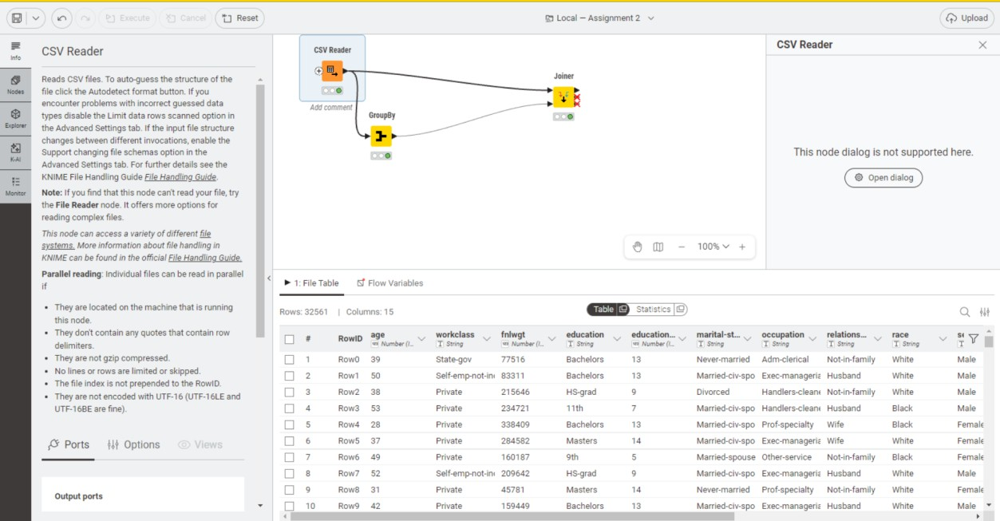 Execute
Cancel
Reset
Local — Assignment 2
Upload
Info
Nodes
Explorer
K-AI
Monitor
CSV Reader
Reads CSV files. To auto-guess the structure of the
file click the Autodetect format button. If you
encounter problems with incorrect guessed data
types disable the Limit data rows scanned option in
the Advanced Settings tab. If the input file structure
changes between different invocations, enable the
Support changing file schemas option in the
Advanced Settings tab. For further details see the
KNIME File Handling Guide File Handling Guide.
Note: If you find that this node can't read your file, try
the File Reader node. It offers more options for
reading complex files.
This node can access a variety of different file
systems. More information about file handling in
KNIME can be found in the official File Handling Guide.
Parallel reading: Individual files can be read in parallel
if
• They are located on the machine that is running
this node.
• They don't contain any quotes that contain row
delimiters.
• They are not gzip compressed.
• No lines or rows are limited or skipped.
• The file index is not prepended to the RowID.
• They are not encoded with UTF-16 (UTF-16LE and
UTF-16BE are fine).
Ports Options Views
Output ports
CSV Reader
Add comment
GroupBy
Joiner
100%
CSV Reader
This node dialog is not supported here.
Open dialog
1: File Table Flow Variables
Rows: 32561 | Columns: 15
Table Statistics
# RowID age workclass fnlwgt education education... marital-st... occupation relations... race se
Number (I... String Number (I... String Number (I... String String String String
1 Row0 39 State-gov 77516 Bachelors 13 Never-married Adm-clerical Not-in-family White Male
2 Row1 50 Self-emp-not-inc 83311 Bachelors 13 Married-civ-spo Exec-manageria Husband White Male
3 Row2 38 Private 215646 HS-grad 9 Divorced Handlers-cleane Not-in-family White Male
4 Row3 53 Private 234721 11th 7 Married-civ-spo Handlers-cleane Husband Black Male
5 Row4 28 Private 338409 Bachelors 13 Married-civ-spo Prof-specialty Wife Black Female
6 Row5 37 Private 284582 Masters 14 Married-civ-spo Exec-manageria Wife White Female
7 Row6 49 Private 160187 9th 5 Married-spouse Other-service Not-in-family Black Female
8 Row7 52 Self-emp-not-inc 209642 HS-grad 9 Married-civ-spo Exec-manageria Husband White Male
9 Row8 31 Private 45781 Masters 14 Never-married Prof-specialty Not-in-family White Female
10 Row9 42 Private 159449 Bachelors 13 Married-civ-spo Exec-manageria Husband White Male